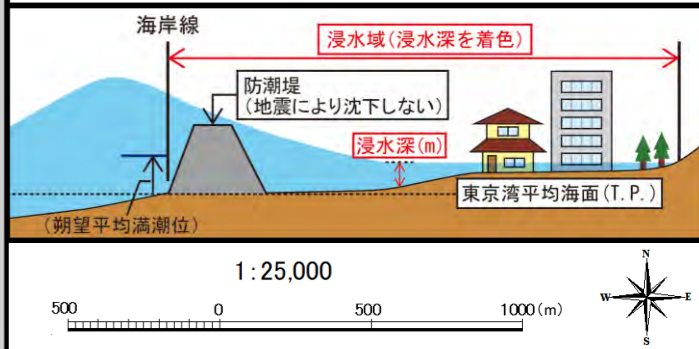 海岸線
浸水域(浸水深を着色)
防潮堤
(地震により沈下しない)
浸水深(m)
東京湾平均海面(T.P.)
(朔望平均満潮位)
1:25,000
500 0 500 1000(m)
N
W E
S